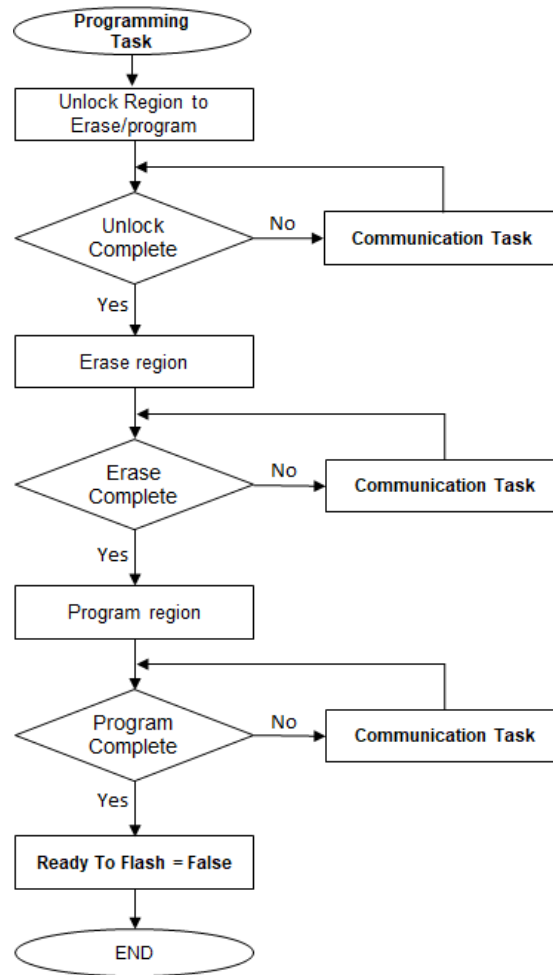 Programming
Task
Unlock Region to
Erase/program
Unlock
Complete
No
Communication Task
Yes
Erase region
Erase
Complete
No
Communication Task
Yes
Program region
Program
Complete
No
Communication Task
Yes
Ready To Flash = False
END